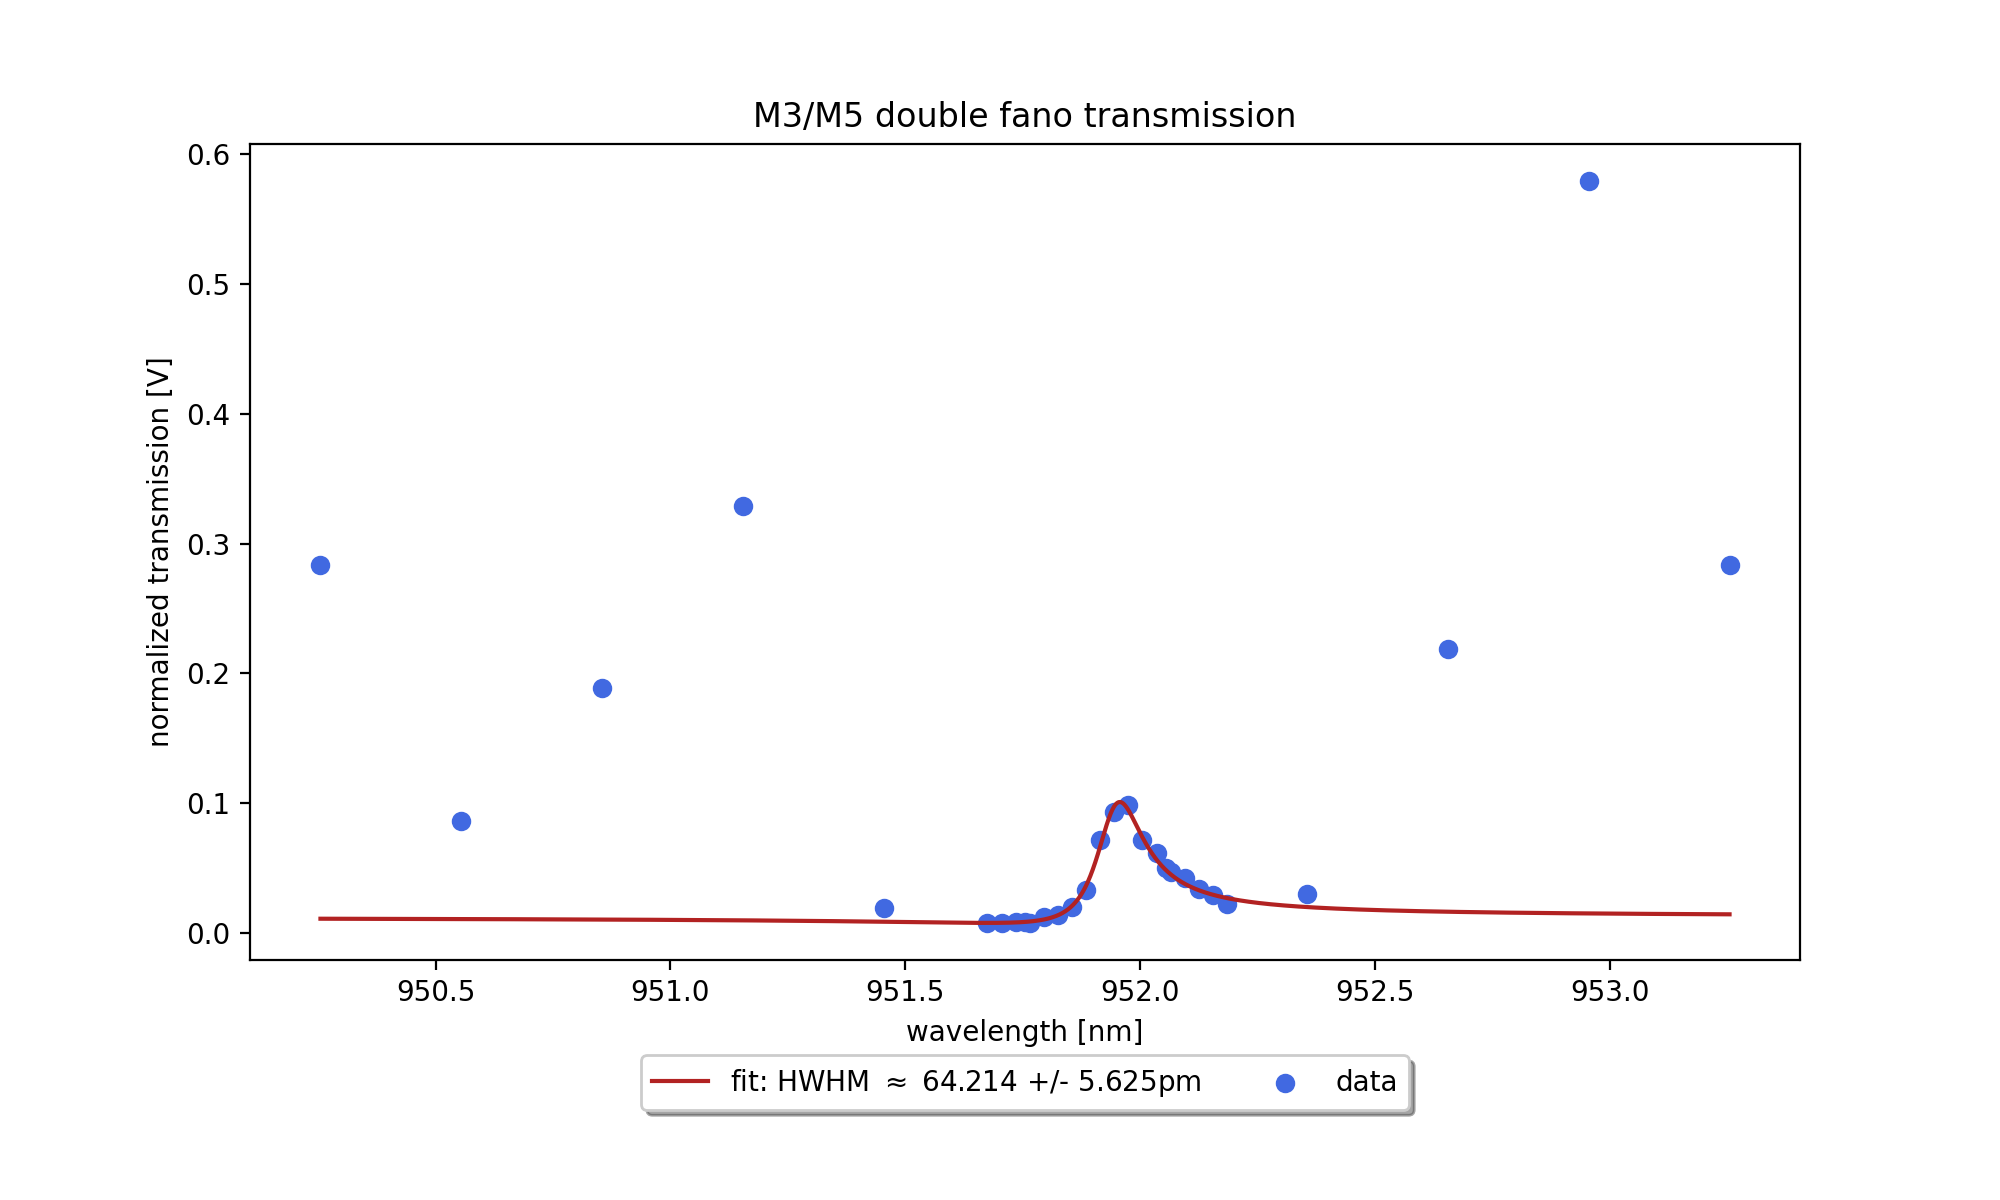 M3/M5 double fano transmission
normalized transmission [V]
0.6
0.5
0.4
0.3
0.2
0.1
0.0
950.5 951.0 951.5 952.0 952.5 953.0
wavelength [nm]
fit: HWHM ≈ 64.214 +/- 5.625pm data